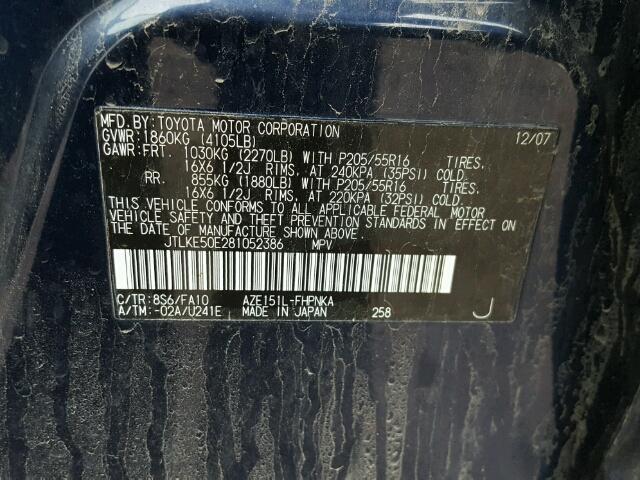 MFD.BY:TOYOTA MOTOR CORPORATION 12/07
GVWR:1860KG (4105LB)
GAWR:FRT. 1030KG (2270LB) WITH P205/55R16 TIRES,
16X6 1/2J RIMS, AT 240KPA (35PSI) COLD.
RR. 855KG (1880LB) WITH P205/55R16 TIRES,
16X6 1/2J RIMS, AT 220KPA (32PSI) COLD.
THIS VEHICLE CONFORMS TO ALL APPLICABLE FEDERAL MOTOR
VEHICLE SAFETY AND THEFT PREVENTION STANDARDS IN EFFECT ON
THE DATE OF MANUFACTURE SHOWN ABOVE.
JTLKE50E281052386 MPV
C/TR:8S6/FA10 AZE151L-FHPNKA
A/TM:-02A/U241E MADE IN JAPAN 258 J